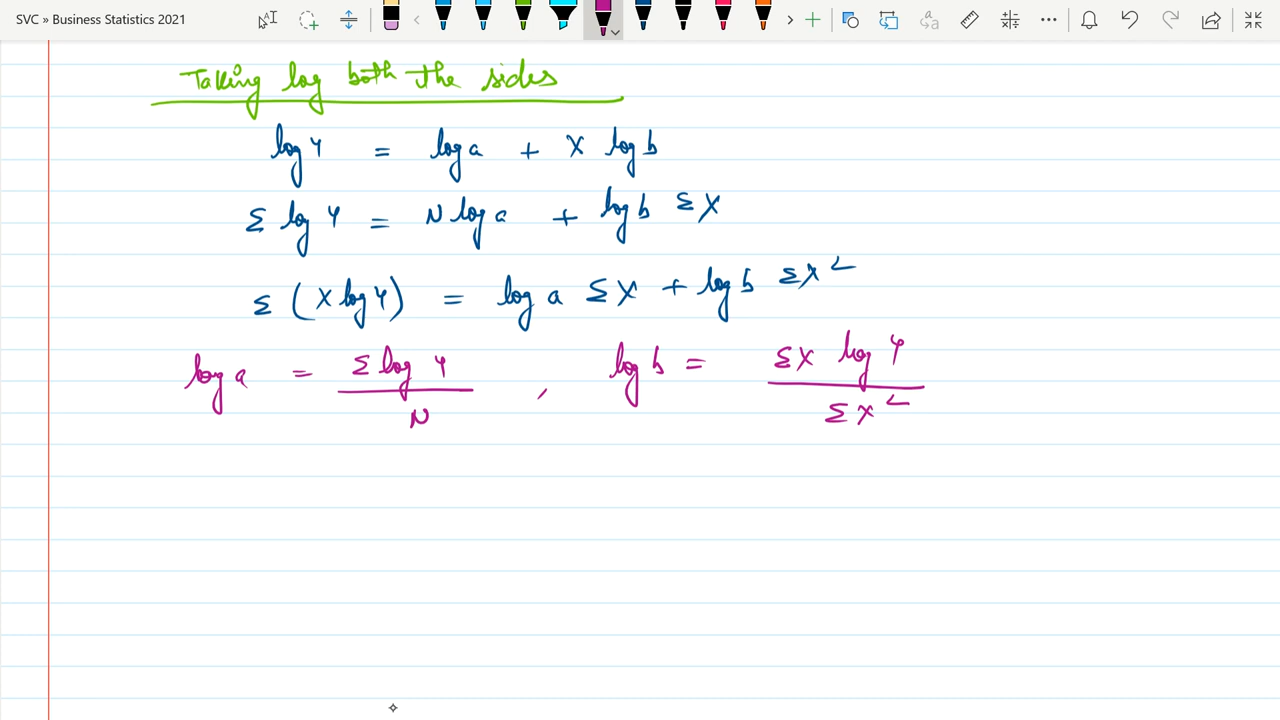 SVC » Business Statistics 2021
Taking log both the sides
log Y = log a + X log b
Σ log Y = N log a + log b ΣX
Σ (X log Y) = log a ΣX + log b ΣX²
log a = Σ log Y / N , log b = ΣX log Y / ΣX²